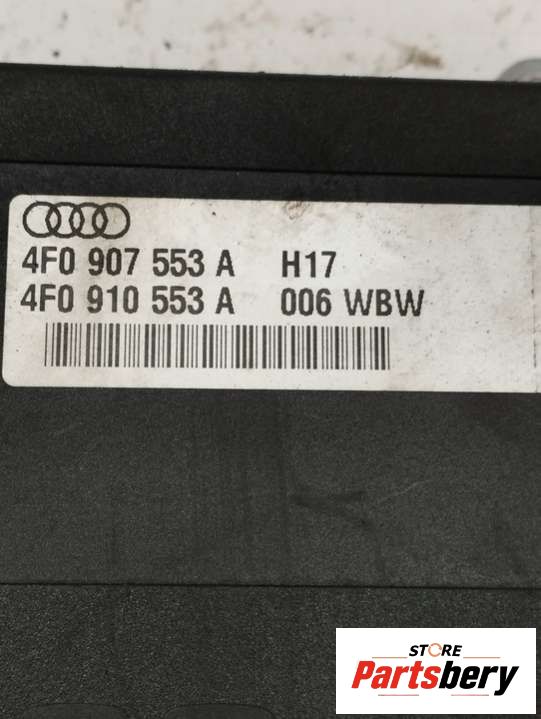 4F0 907 553 A H17
4F0 910 553 A 006 WBW
STORE
Partsbery